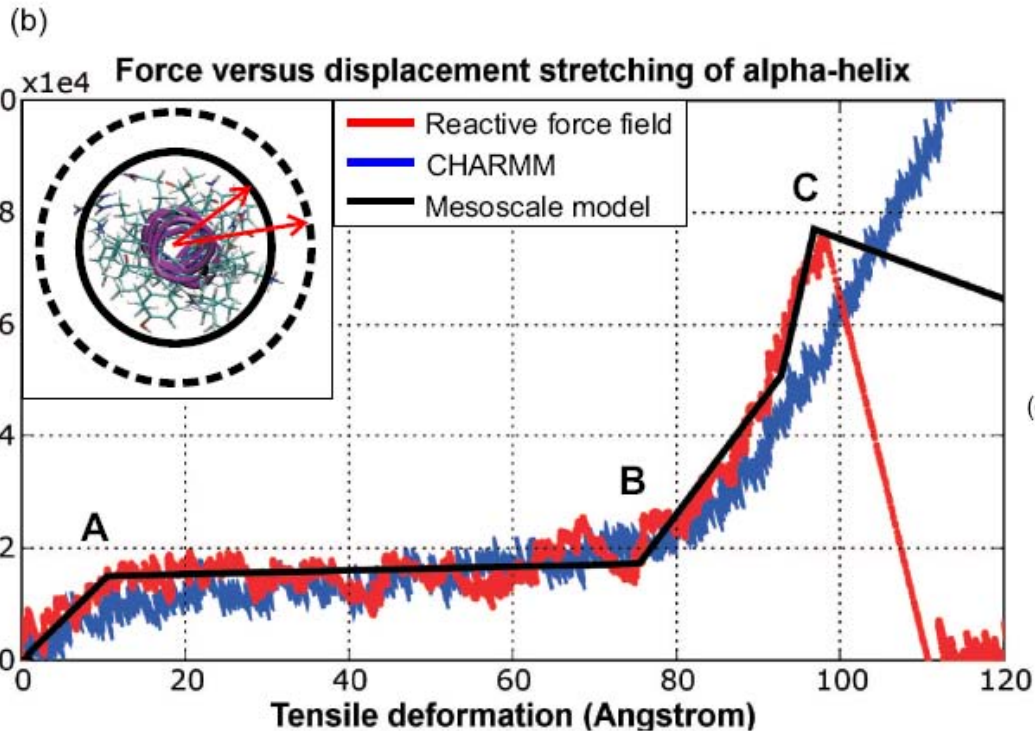 (b)
Force versus displacement stretching of alpha-helix
0 x1e4
Reactive force field
CHARMM
Mesoscale model
C
8
6
(
4
B
A
2
0
0 20 40 60 80 100 120
Tensile deformation (Angstrom)